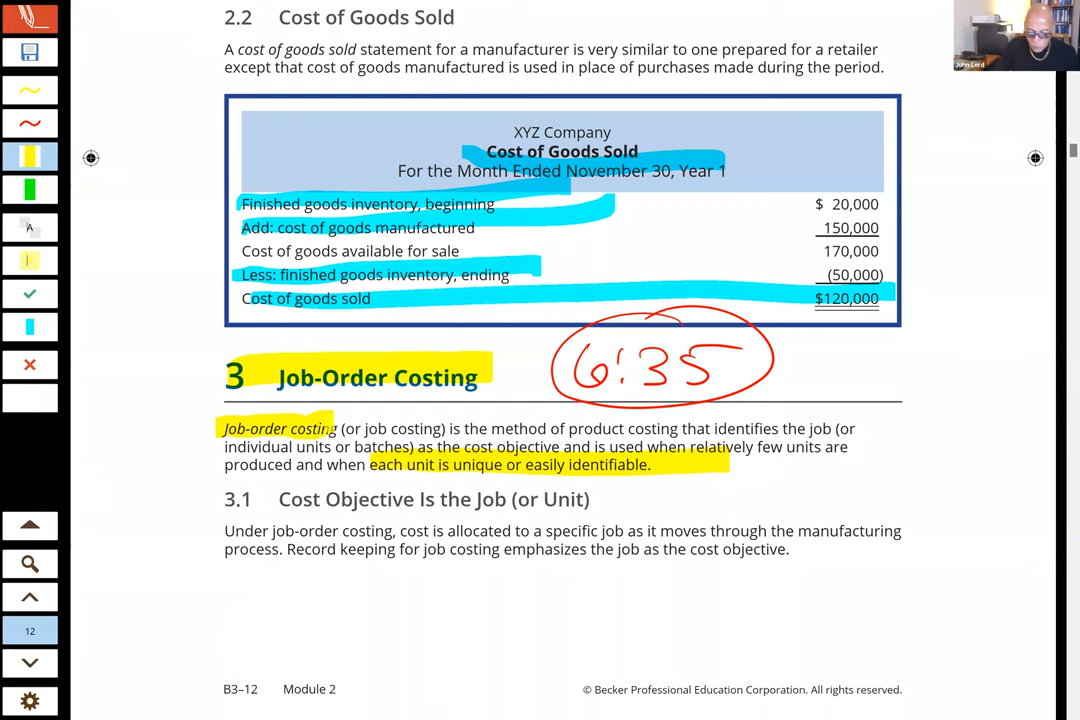 2.2 Cost of Goods Sold
A cost of goods sold statement for a manufacturer is very similar to one prepared for a retailer
except that cost of goods manufactured is used in place of purchases made during the period.
XYZ Company
Cost of Goods Sold
For the Month Ended November 30, Year 1
Finished goods inventory, beginning $ 20,000
Add: cost of goods manufactured 150,000
Cost of goods available for sale 170,000
Less: finished goods inventory, ending (50,000)
Cost of goods sold $120,000
6:35
3 Job-Order Costing
Job-order costing (or job costing) is the method of product costing that identifies the job (or
individual units or batches) as the cost objective and is used when relatively few units are
produced and when each unit is unique or easily identifiable.
3.1 Cost Objective Is the Job (or Unit)
Under job-order costing, cost is allocated to a specific job as it moves through the manufacturing
process. Record keeping for job costing emphasizes the job as the cost objective.
B3–12 Module 2 © Becker Professional Education Corporation. All rights reserved.
John Lord
A
12